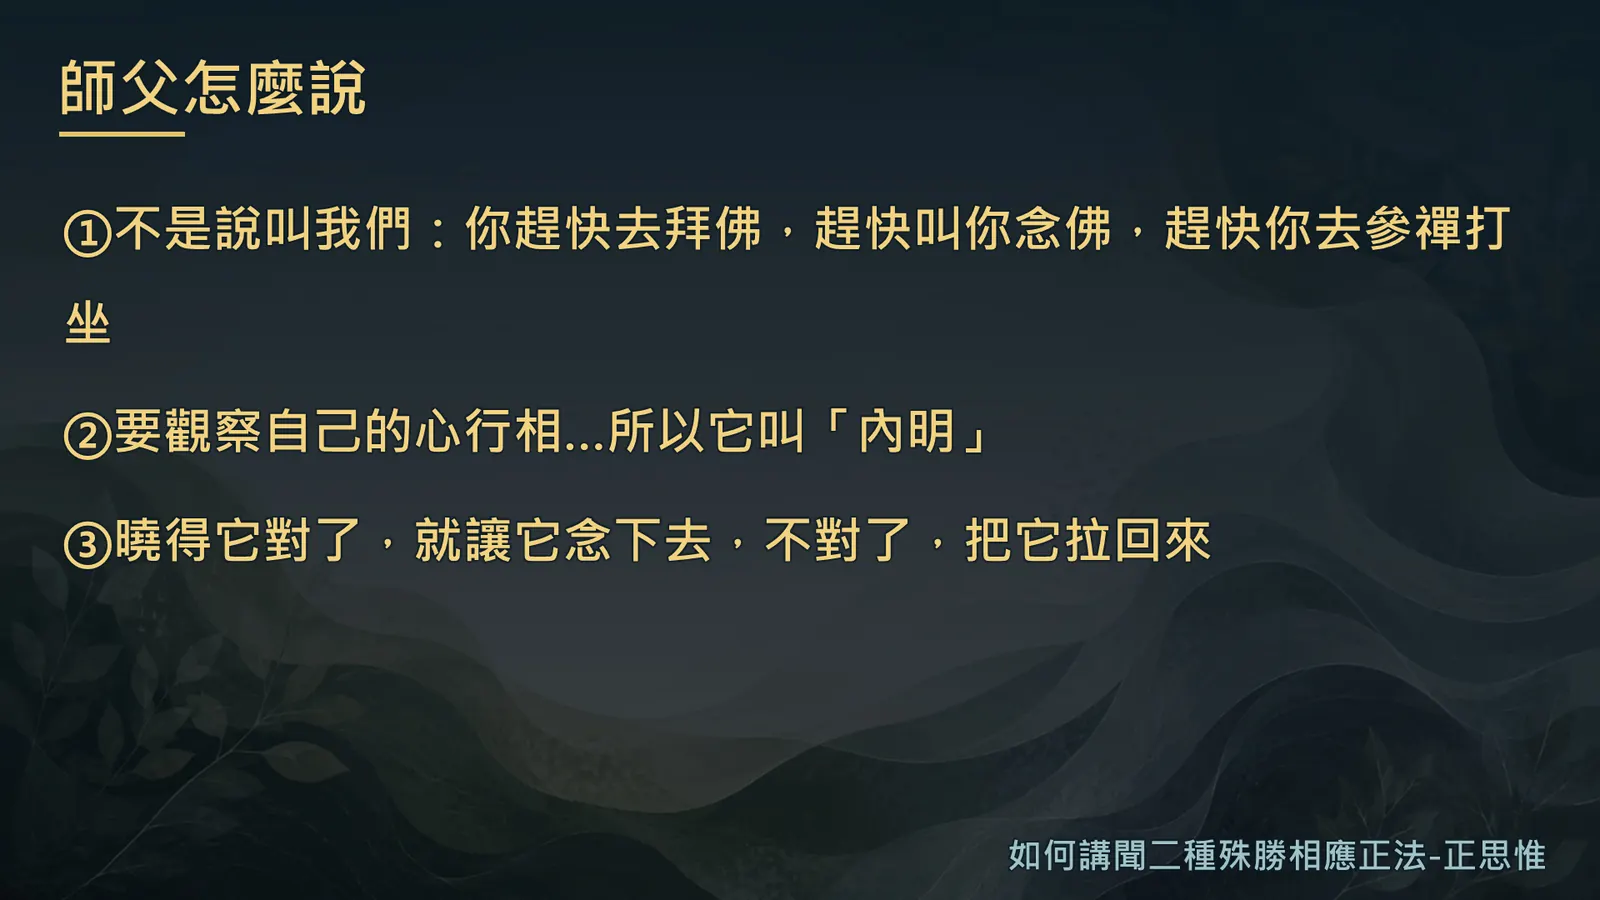 師父怎麼說
①不是說叫我們：你趕快去拜佛，趕快叫你念佛，趕快你去參禪打
坐
②要觀察自己的心行相...所以它叫「內明」
③曉得它對了，就讓它念下去，不對了，把它拉回來
如何講聞二種殊勝相應正法-正思惟